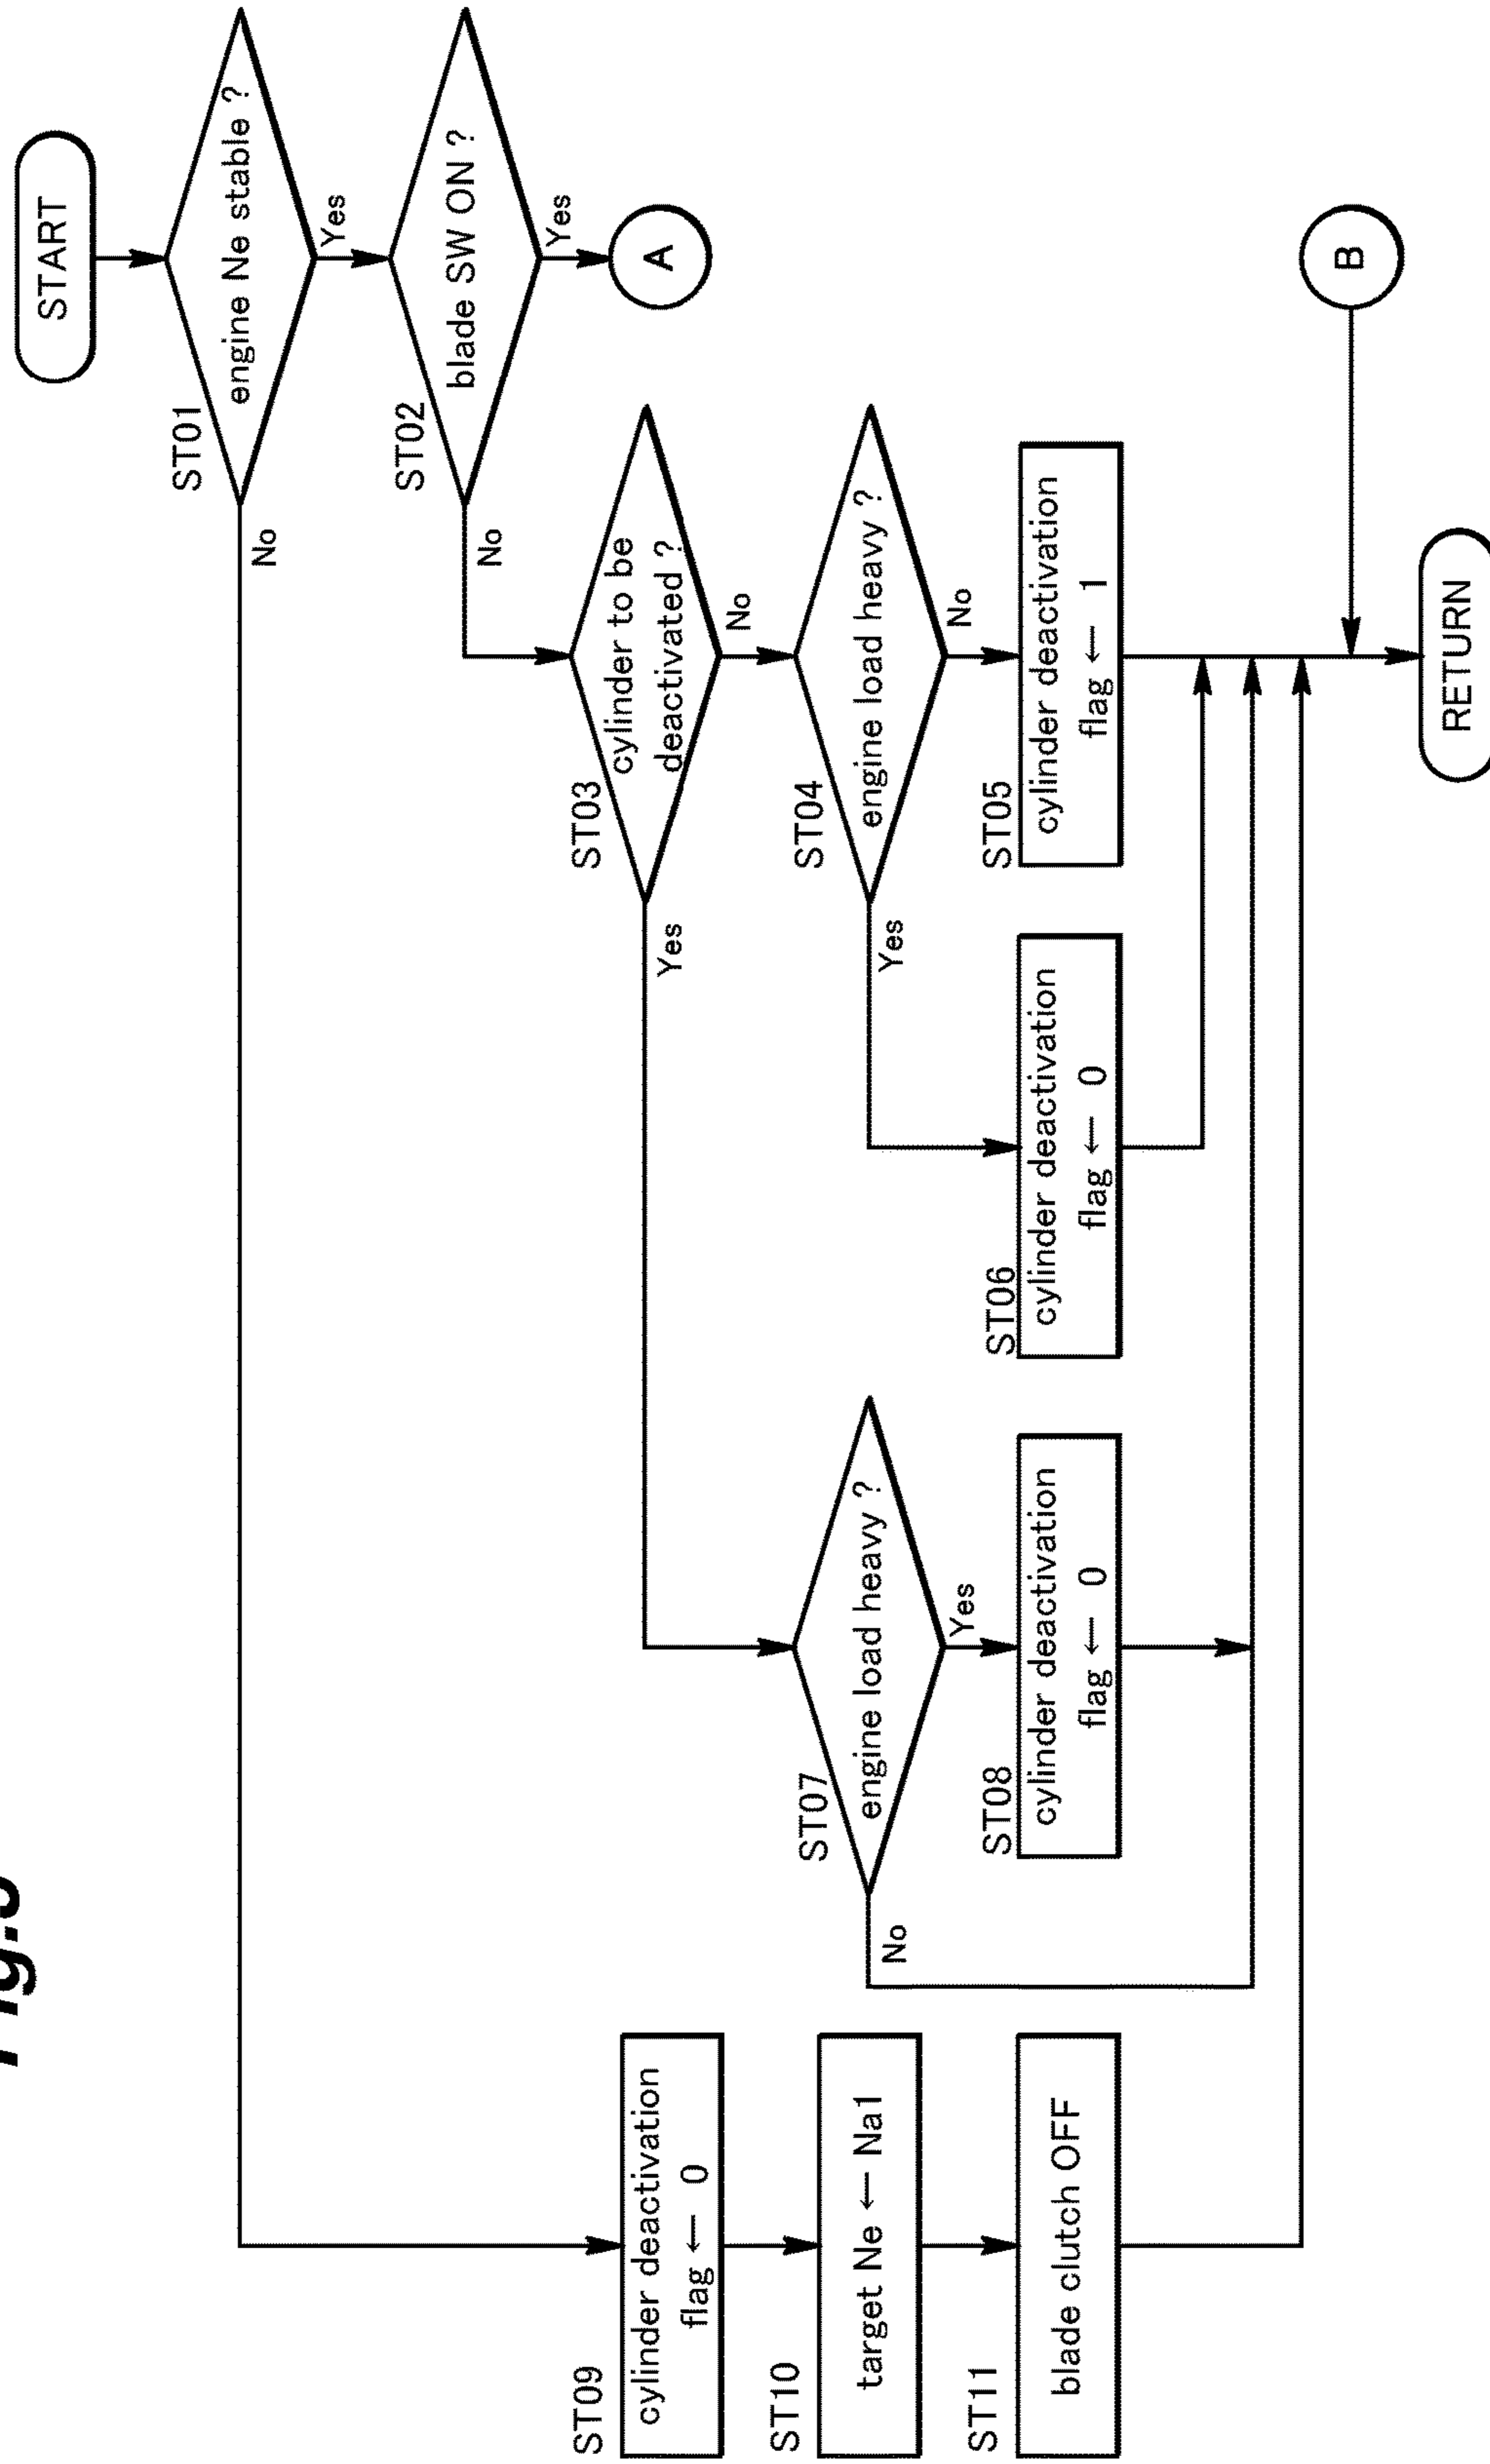 START
ST01
engine Ne stable ?
No
Yes
ST02
blade SW ON ?
No
Yes
A
ST03
cylinder to be
deactivated ?
Yes
No
ST04
engine load heavy ?
Yes
No
ST05
cylinder deactivation
flag ← 1
ST06
cylinder deactivation
flag ← 0
ST07
engine load heavy ?
No
Yes
ST08
cylinder deactivation
flag ← 0
ST09
cylinder deactivation
flag ← 0
ST10
target Ne ← Na1
ST11
blade clutch OFF
B
RETURN